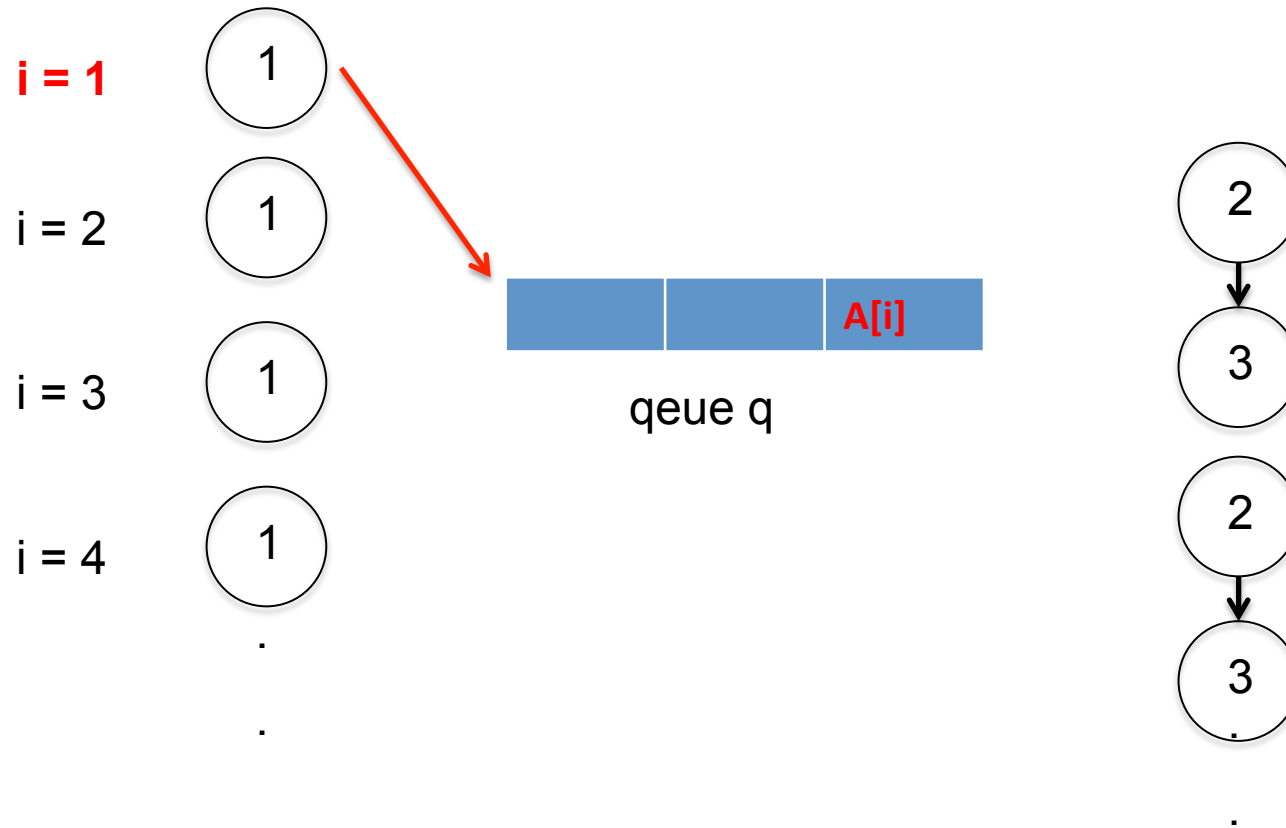 i = 1
1
i = 2
1
i = 3
1
i = 4
1
.
.
A[i]
qeue q
2
3
2
3
.
.